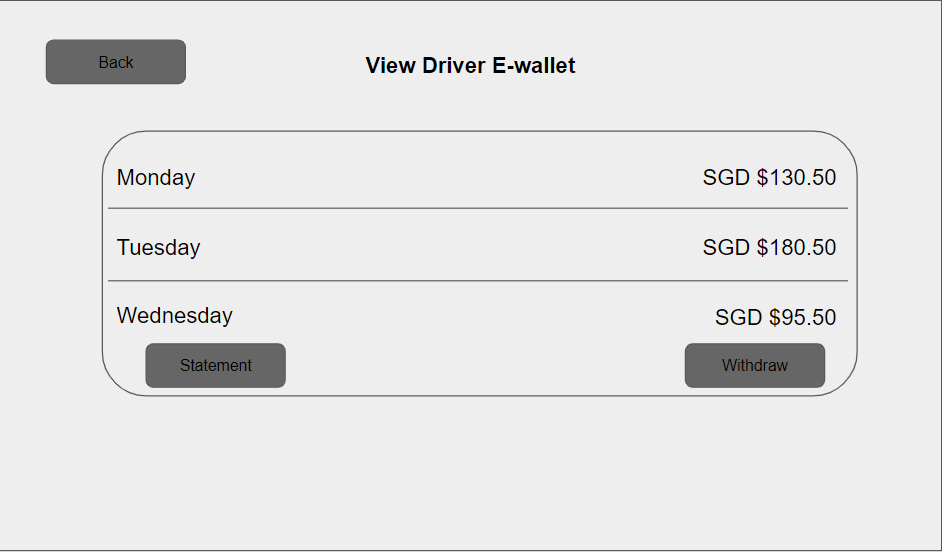 Back
View Driver E-wallet
Monday SGD $130.50
Tuesday SGD $180.50
Wednesday SGD $95.50
Statement Withdraw